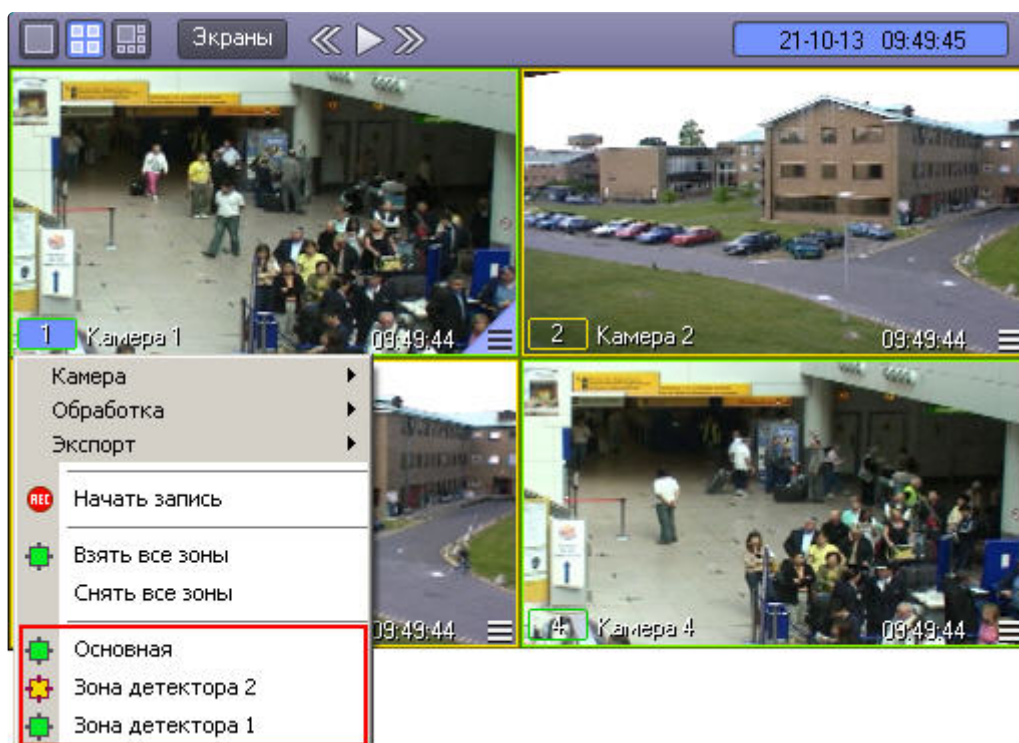 Экраны
21-10-13 09:49:45
1 Камера 1 09:49:44
2 Камера 2 09:49:44
Камера
Обработка
Экспорт
REC Начать запись
Взять все зоны
Снять все зоны
09:49:44
4 Камера 4 09:49:44
Основная
Зона детектора 2
Зона детектора 1